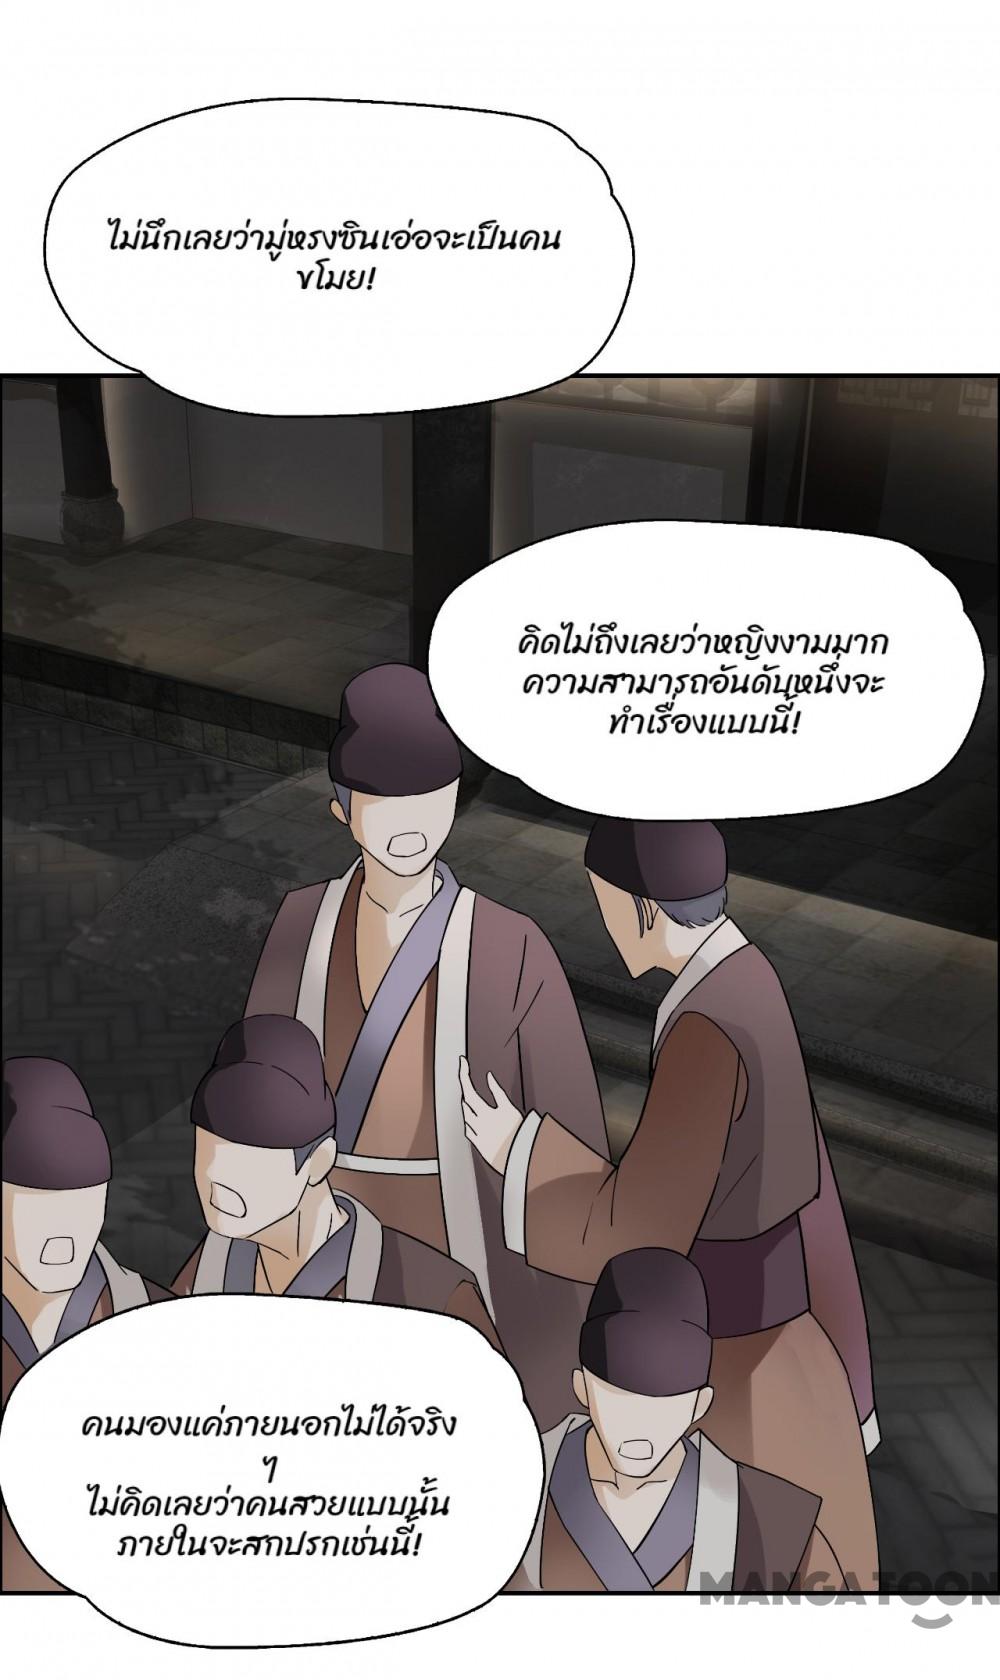 ไม่นึกเลยว่ามู่หรงซินเอ่อจะเป็นคน
ขโมย!
คิดไม่ถึงเลยว่าหญิงงามมาก
ความสามารถอันดับหนึ่งจะ
ทำเรื่องแบบนี้!
คนมองแค่ภายนอกไม่ได้จริง
ๆ
ไม่คิดเลยว่าคนสวยแบบนั้น
ภายในจะสกปรกเช่นนี้!
MANGATOON